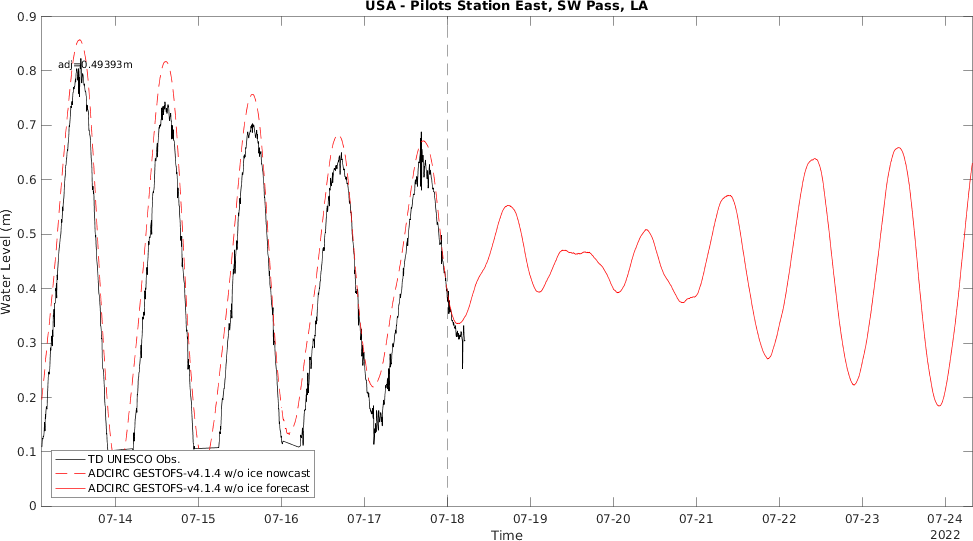 USA - Pilots Station East, SW Pass, LA
0.9
0.8
0.7
0.6
0.5
0.4
0.3
0.2
0.1
0
Water Level (m)
adj=0.49393m
TD UNESCO Obs.
ADCIRC GESTOFS-v4.1.4 w/o ice nowcast
ADCIRC GESTOFS-v4.1.4 w/o ice forecast
07-14 07-15 07-16 07-17 07-18 07-19 07-20 07-21 07-22 07-23 07-24
2022
Time